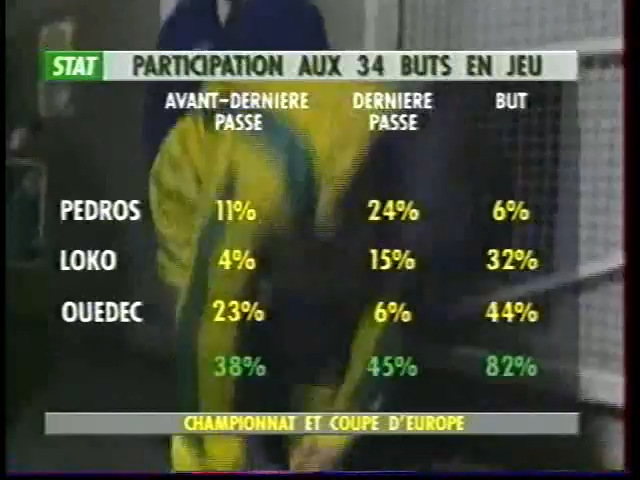 STAT PARTICIPATION AUX 34 BUTS EN JEU
AVANT-DERNIERE PASSE DERNIERE PASSE BUT
PEDROS 11% 24% 6%
LOKO 4% 15% 32%
OUEDEC 23% 6% 44%
38% 45% 82%
CHAMPIONNAT ET COUPE D'EUROPE